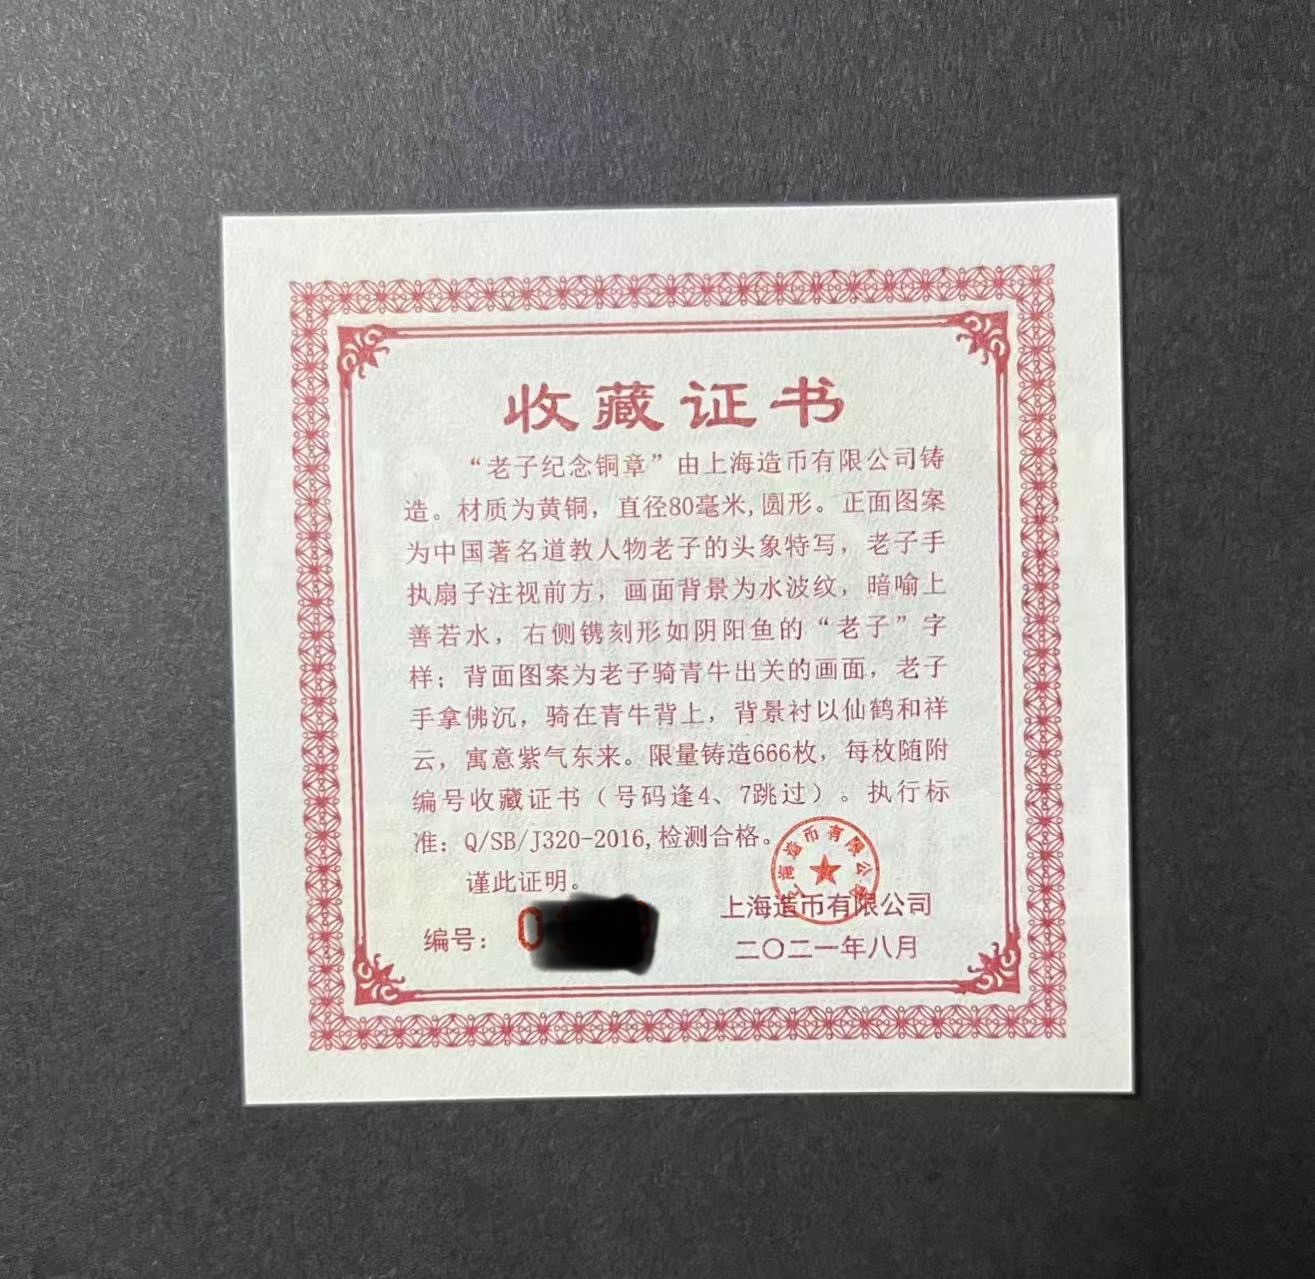 收藏证书
“老子纪念铜章”由上海造币有限公司铸
造。材质为黄铜，直径80毫米,圆形。正面图案
为中国著名道教人物老子的头象特写，老子手
执扇子注视前方，画面背景为水波纹，暗喻上
善若水，右侧镌刻形如阴阳鱼的“老子”字
样；背面图案为老子骑青牛出关的画面，老子
手拿佛沉，骑在青牛背上，背景衬以仙鹤和祥
云，寓意紫气东来。限量铸造666枚，每枚随附
编号收藏证书（号码逢4、7跳过）。执行标
准：Q/SB/J320-2016,检测合格。
谨此证明。
上海造币有限公司
上海造币有限公司
编号：0
二〇二一年八月